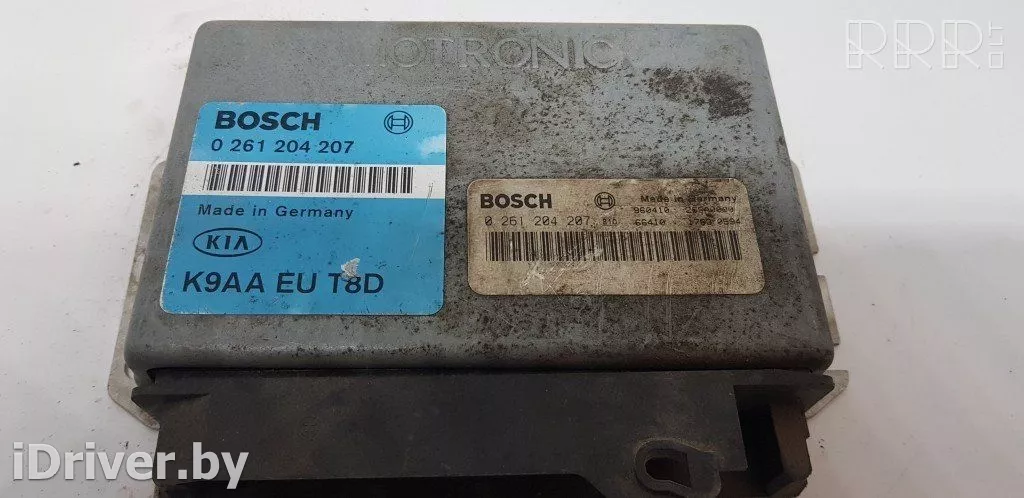 MOTRONIC
RRR.LT
BOSCH
0 261 204 207
Made in Germany
KIA
K9AA EU T8D
BOSCH
Made in Germany
0 261 204 207
iDriver.by